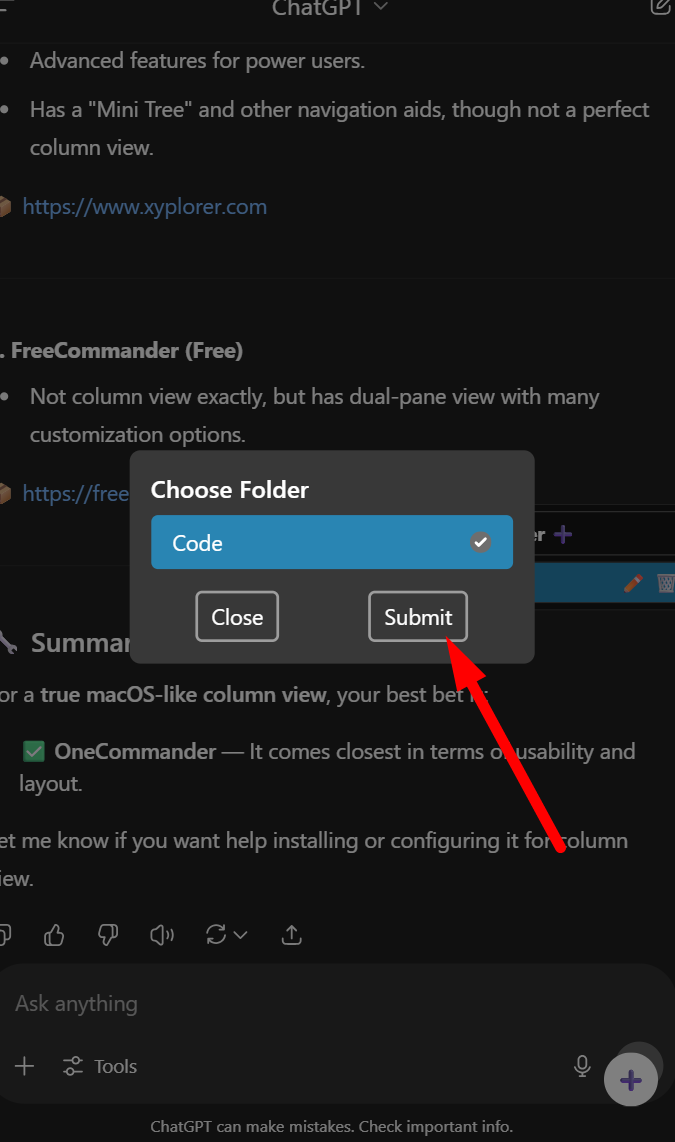 ChatGPT
Advanced features for power users.
Has a "Mini Tree" and other navigation aids, though not a perfect
column view.
https://www.xyplorer.com
. FreeCommander (Free)
Not column view exactly, but has dual-pane view with many
customization options.
https://free
Choose Folder
er
Code
Close
Submit
Summar
or a true macOS-like column view, your best bet i
OneCommander — It comes closest in terms of usability and
layout.
et me know if you want help installing or configuring it for column
iew.
Ask anything
Tools
ChatGPT can make mistakes. Check important info.